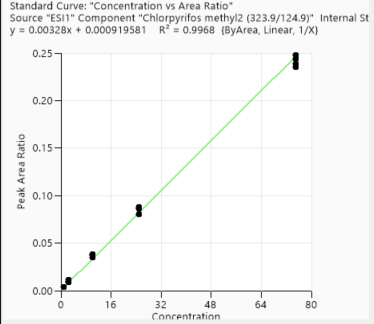 Standard Curve: "Concentration vs Area Ratio"
Source "ESI1" Component "Chlorpyrifos methyl2 (323.9/124.9)" Internal St
y = 0.00328x + 0.000919581 R² = 0.9968 {ByArea, Linear, 1/X}
0.25
0.20
0.15
0.10
0.05
0.00
Peak Area Ratio
0 16 32 48 64 80
Concentration